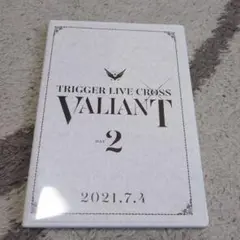 TRIGGER LIVE CROSS
VALIANT
DAY
2
2021.7.4